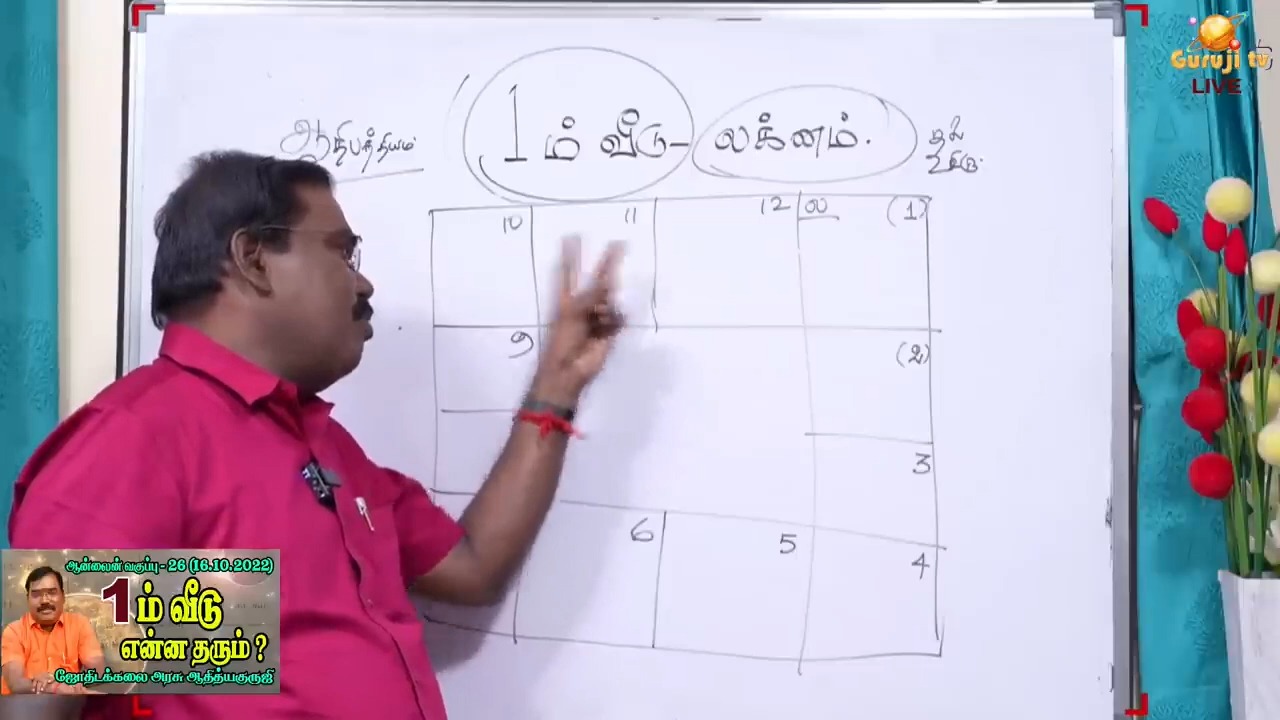 Guruji tv
LIVE
ஆதிபத்தியம்
1ம் வீடு - லக்னம்.
10 11 12 ல (1)
9 (2)
3
6 5 4
ஆன்லைன் வகுப்பு - 26 (16.10.2022)
1ம் வீடு
என்ன தரும் ?
ஜோதிடக்கலை அரசு ஆதித்யகுருஜி